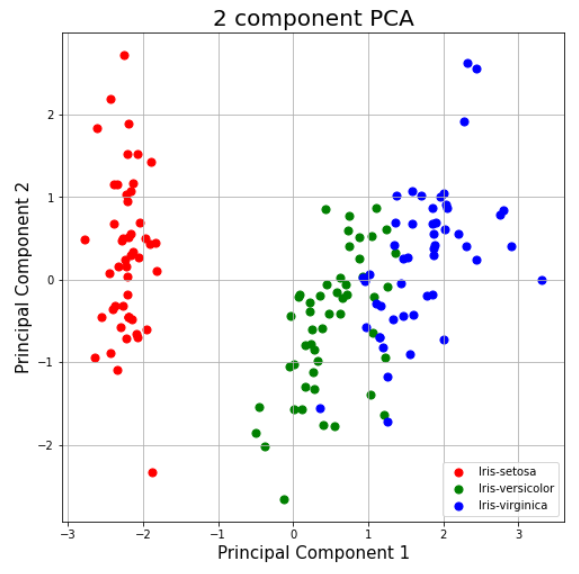 2 component PCA
Principal Component 2
2
1
0
−1
−2
−3
−2
−1
0
1
2
3
Principal Component 1
Iris-setosa
Iris-versicolor
Iris-virginica